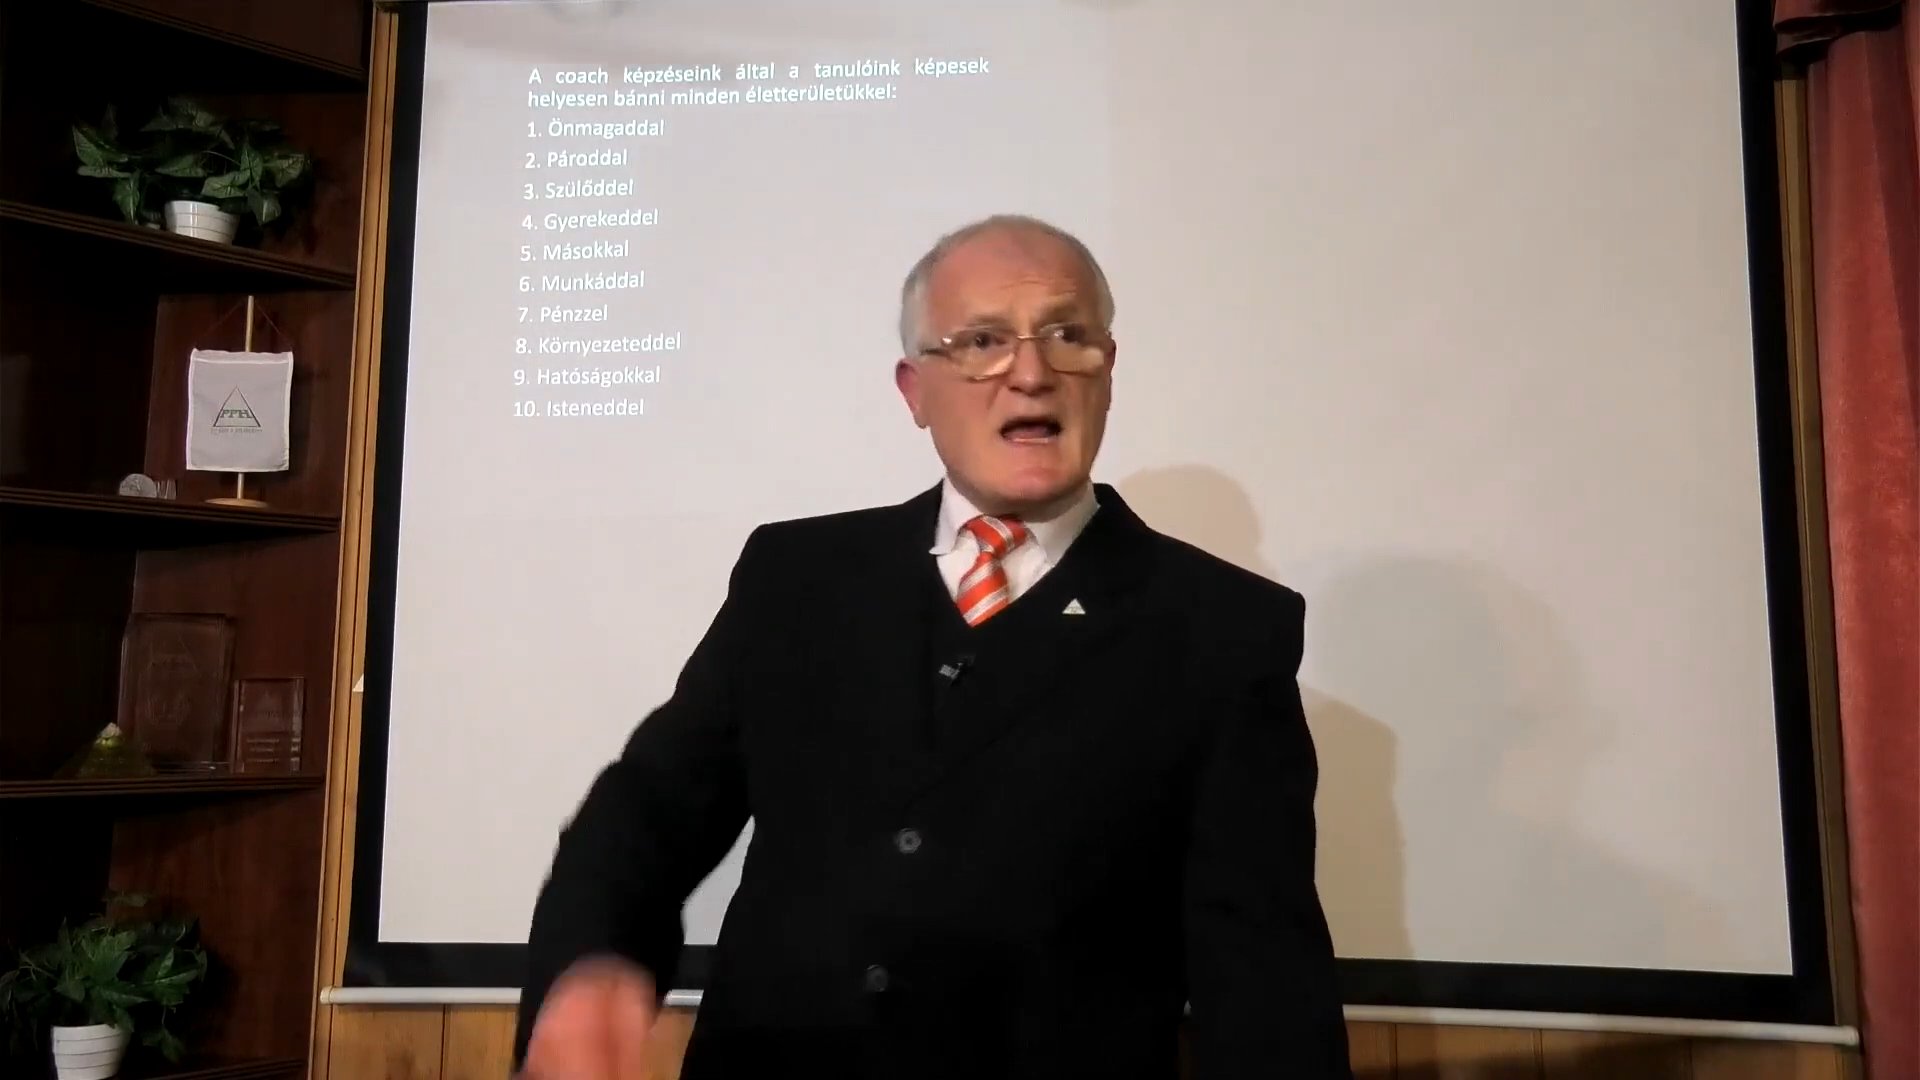 A coach képzéseink által a tanulóink képesek
helyesen bánni minden életterületükkel:
1. Önmagaddal
2. Pároddal
3. Szülőddel
4. Gyerekeddel
5. Másokkal
6. Munkáddal
7. Pénzzel
8. Környezeteddel
9. Hatóságokkal
10. Isteneddel
PPH